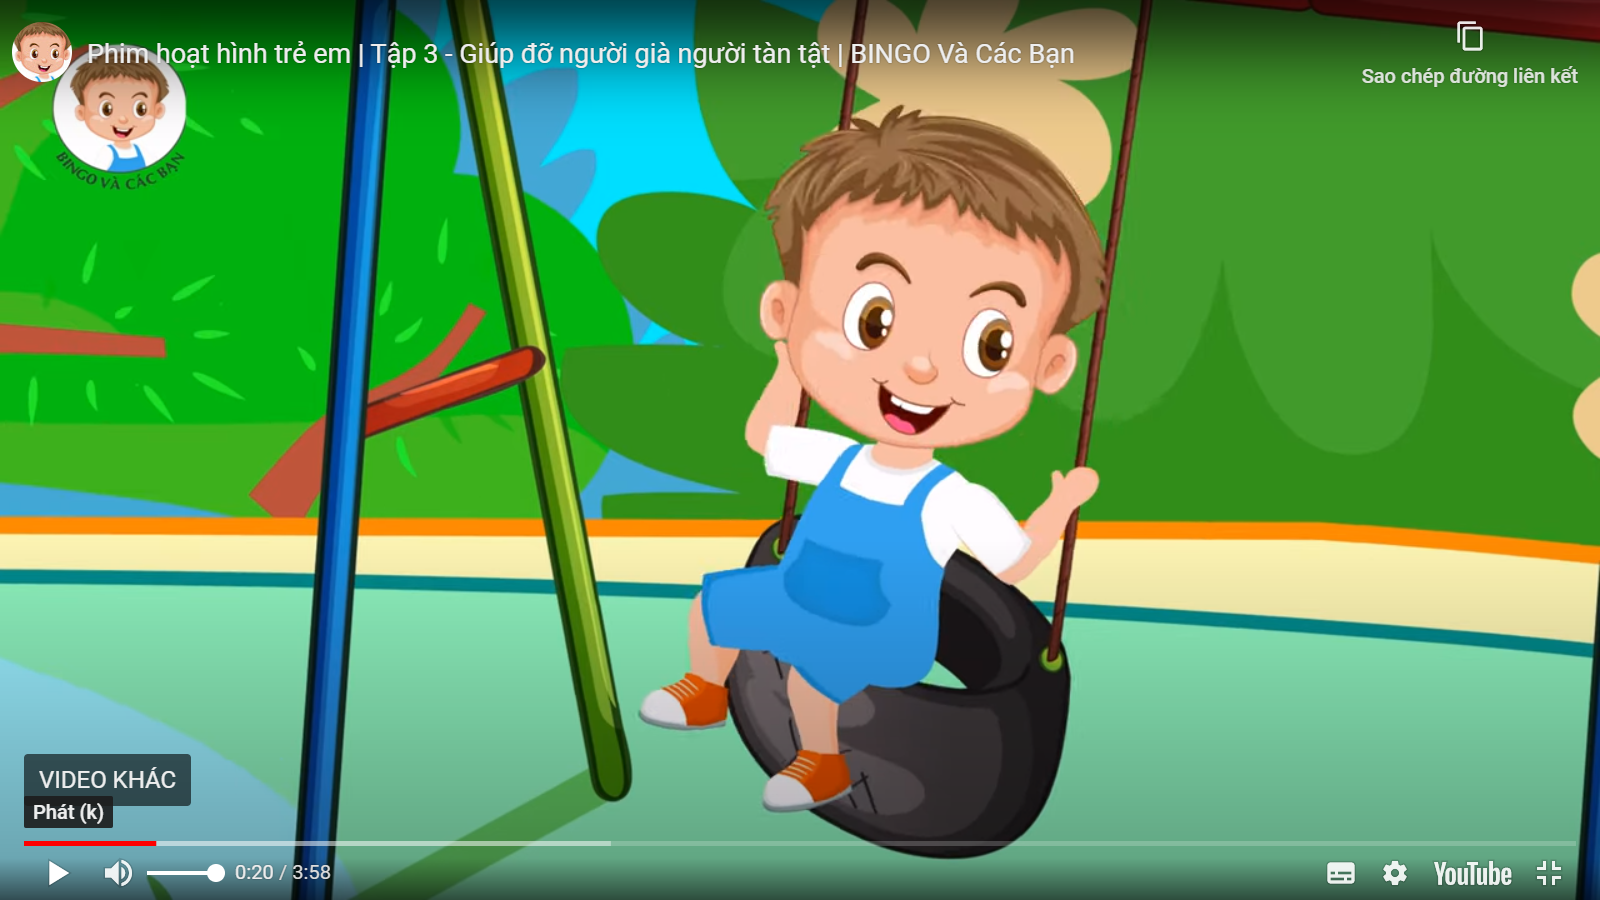 Phim hoạt hình trẻ em | Tập 3 - Giúp đỡ người già người tàn tật | BINGO Và Các Bạn
Sao chép đường liên kết
BINGO VÀ CÁC BẠN
VIDEO KHÁC
Phát (k)
0:20 / 3:58
YouTube